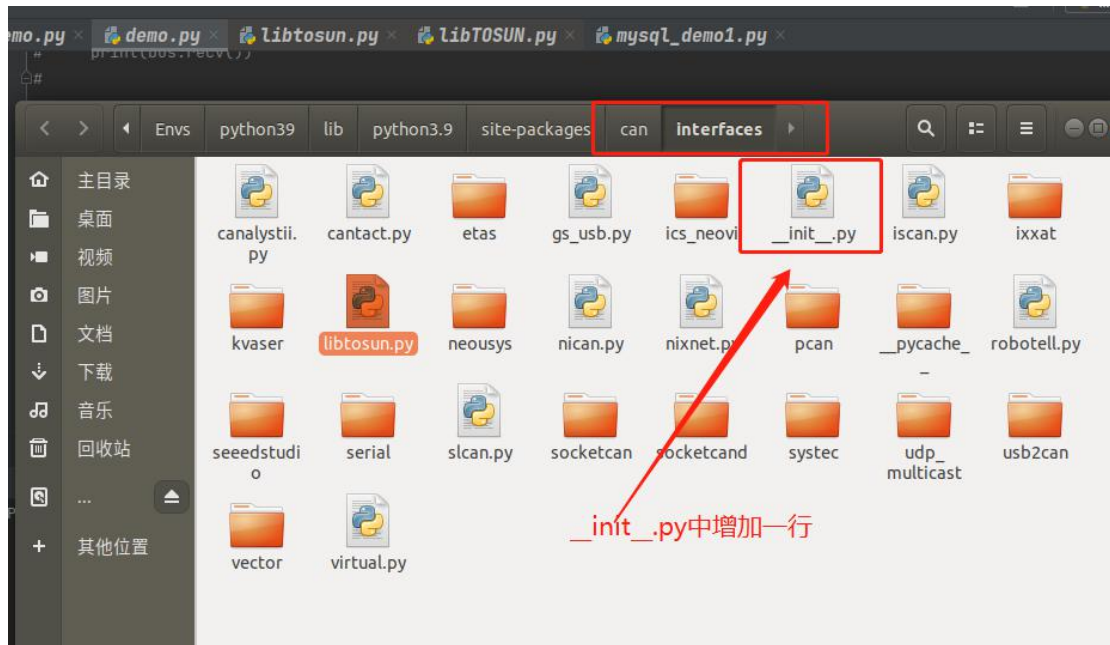 emo.py × demo.py × libtosun.py × libTOSUN.py × mysql_demo1.py ×
# print(bus.recv())
#
Envs python39 lib python3.9 site-packages can interfaces
主目录
桌面
视频
图片
文档
下载
音乐
回收站
...
其他位置
canalystii.py cantact.py etas gs_usb.py ics_neovi __init__.py iscan.py ixxat
kvaser libtosun.py neousys nican.py nixnet.py pcan __pycache__ robotell.py
seeedstudio serial slcan.py socketcan socketcand systec udp_multicast usb2can
vector virtual.py
__init__.py中增加一行